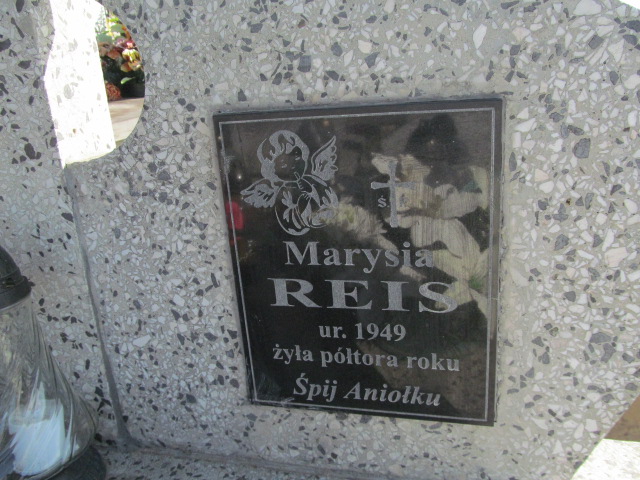 Marysia
REIS
ur. 1949
żyła półtora roku
Śpij Aniołku